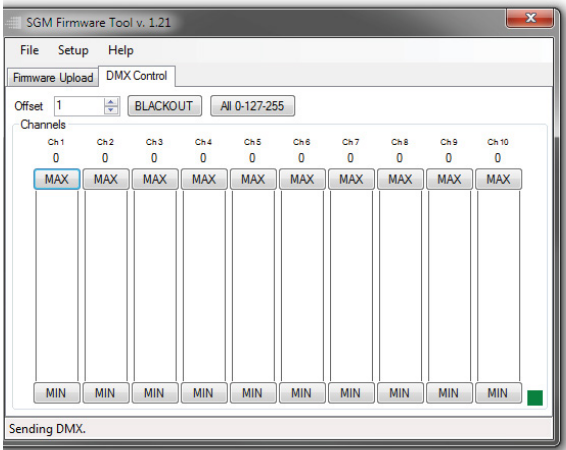 SGM Firmware Tool v. 1.21
File Setup Help
Firmware Upload DMX Control
Offset 1 BLACKOUT All 0-127-255
Channels
Ch 1 Ch 2 Ch 3 Ch 4 Ch 5 Ch 6 Ch 7 Ch 8 Ch 9 Ch 10
0 0 0 0 0 0 0 0 0 0
MAX MAX MAX MAX MAX MAX MAX MAX MAX MAX
MIN MIN MIN MIN MIN MIN MIN MIN MIN MIN
Sending DMX.